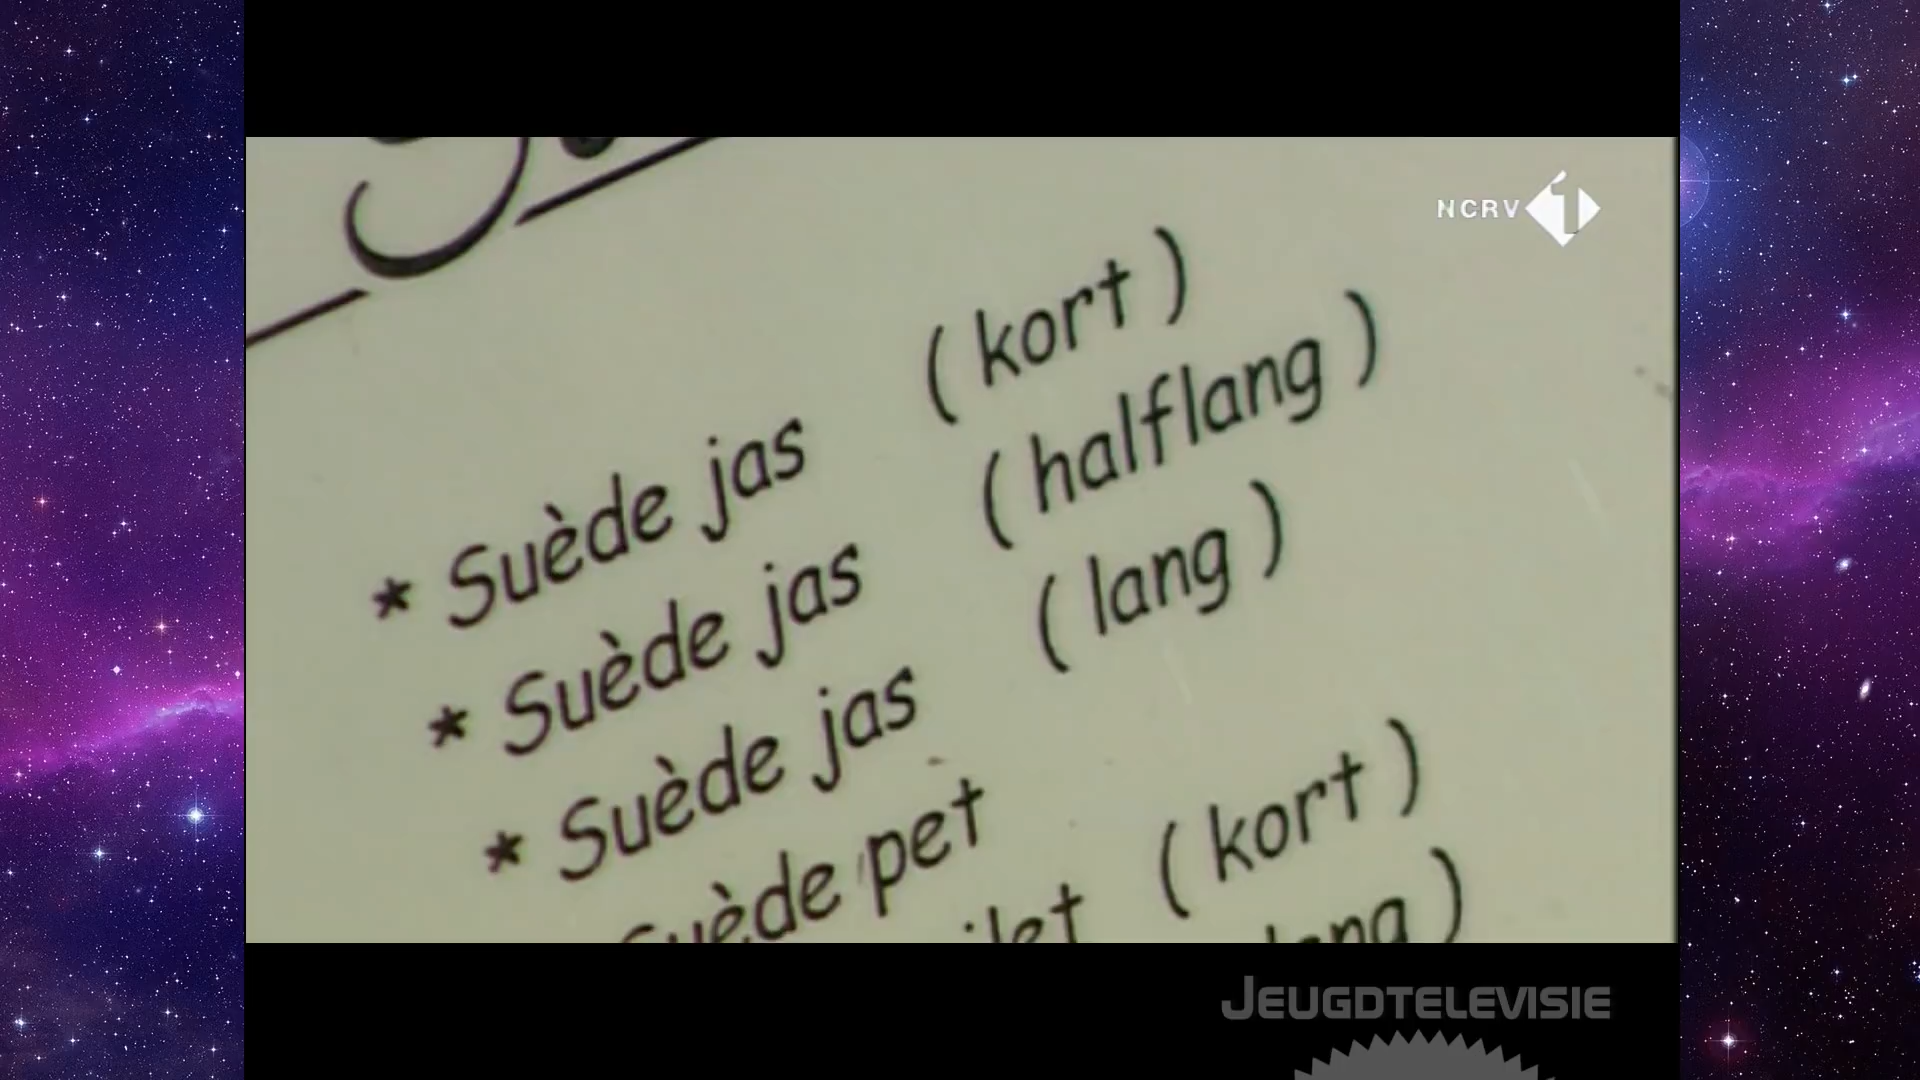 NCRV 1
* Suède jas (kort)
* Suède jas (halflang)
* Suède jas (lang)
Suède pet
(kort)
JEUGDTELEVISIE